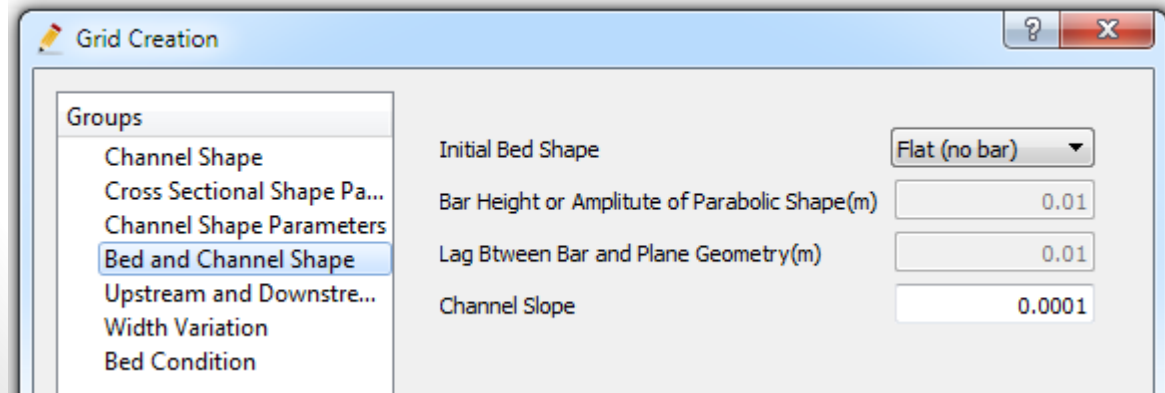 Grid Creation
Groups
Channel Shape
Cross Sectional Shape Pa...
Channel Shape Parameters
Bed and Channel Shape
Upstream and Downstre...
Width Variation
Bed Condition
Initial Bed Shape Flat (no bar)
Bar Height or Amplitute of Parabolic Shape(m) 0.01
Lag Btween Bar and Plane Geometry(m) 0.01
Channel Slope 0.0001